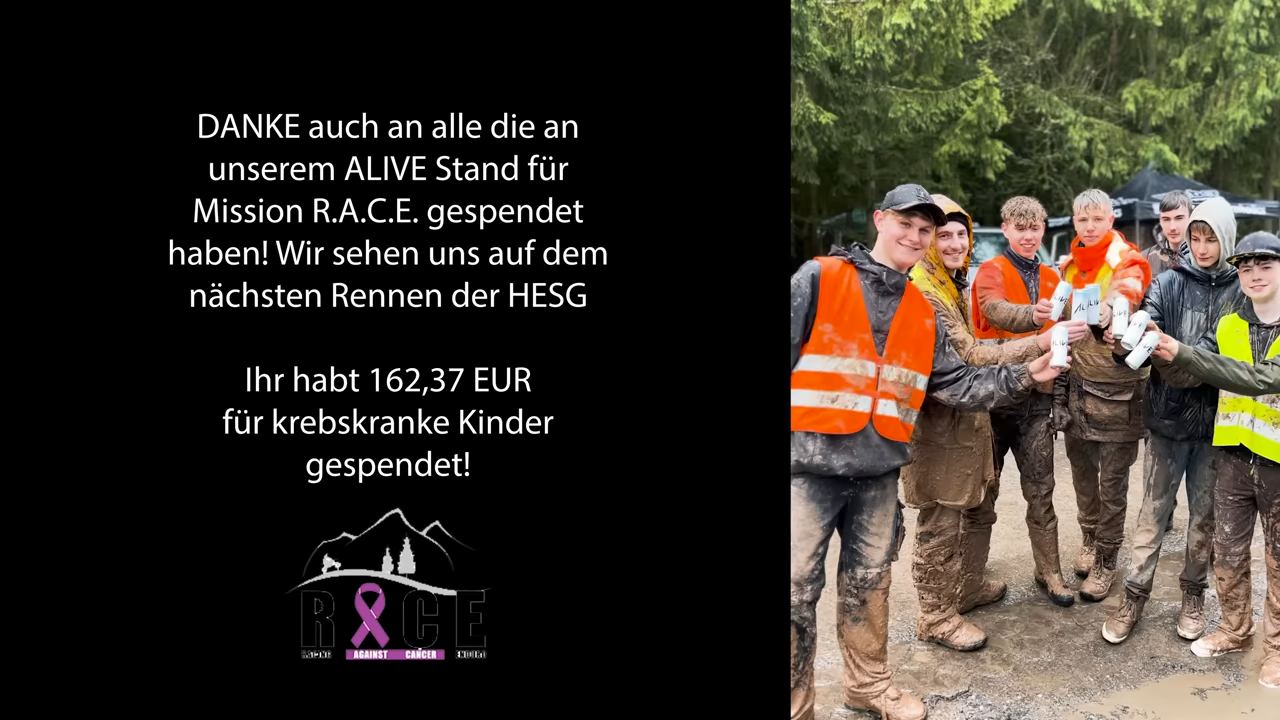 DANKE auch an alle die an
unserem ALIVE Stand für
Mission R.A.C.E. gespendet
haben! Wir sehen uns auf dem
nächsten Rennen der HESG
Ihr habt 162,37 EUR
für krebskranke Kinder
gespendet!
RACE
RACING AGAINST CANCER ENDURO
ALIVE